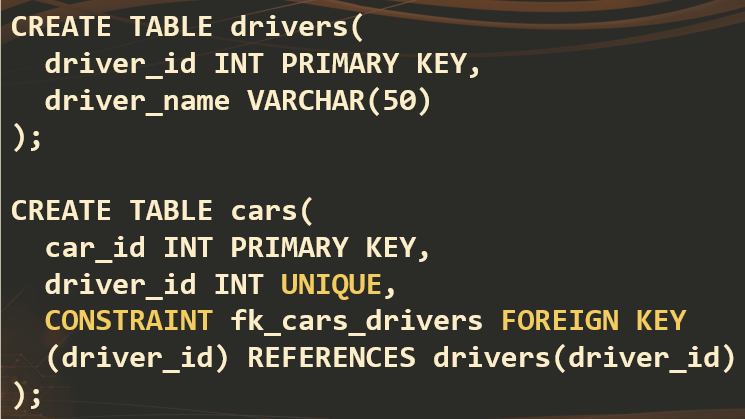 CREATE TABLE drivers(
  driver_id INT PRIMARY KEY,
  driver_name VARCHAR(50)
);

CREATE TABLE cars(
  car_id INT PRIMARY KEY,
  driver_id INT UNIQUE,
  CONSTRAINT fk_cars_drivers FOREIGN KEY
  (driver_id) REFERENCES drivers(driver_id)
);